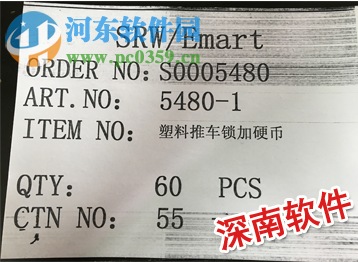 河东软件园
www.pc0359.cn
SRW/Emart
ORDER NO: S0005480
ART.NO: 5480-1
ITEM NO: 塑料推车锁加硬币
QTY: 60 PCS
CTN NO: 55
深南软件